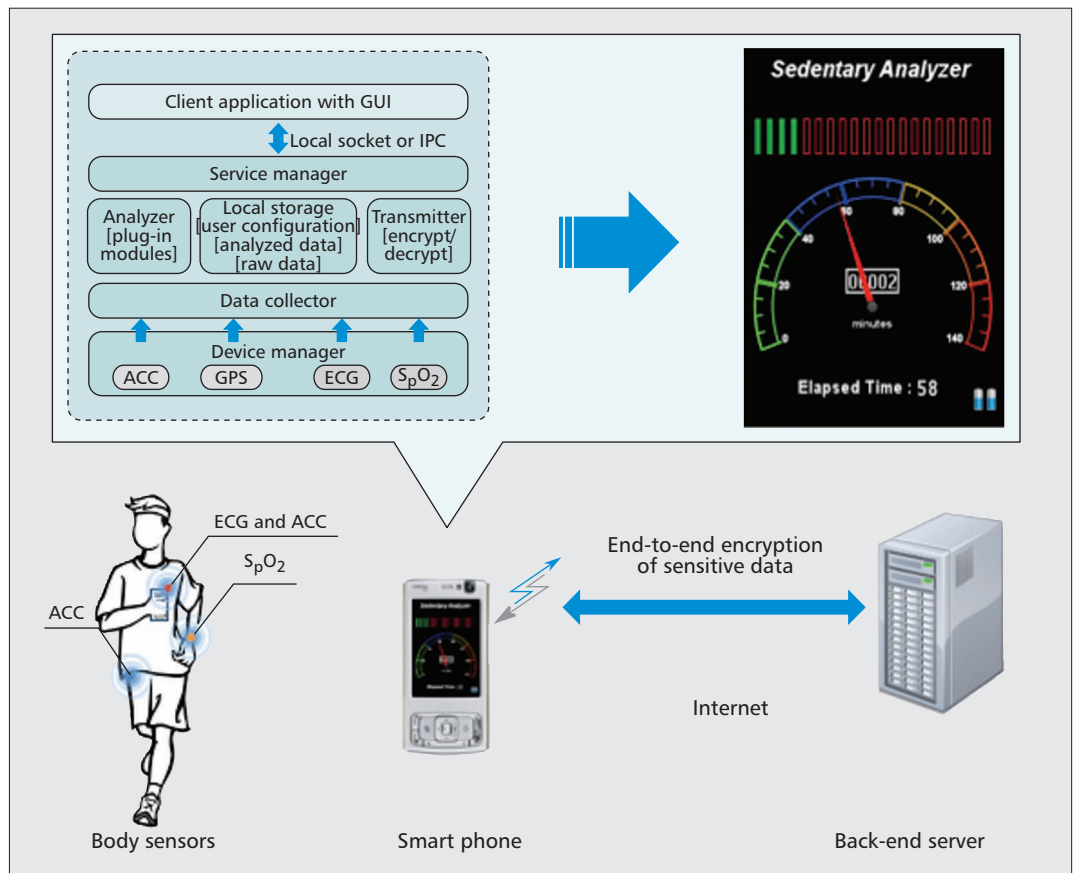 Client application with GUI
Local socket or IPC
Service manager
Analyzer
[plug-in
modules]
Local storage
[user configuration]
[analyzed data]
[raw data]
Transmitter
[encrypt/
decrypt]
Data collector
Device manager
ACC
GPS
ECG
SpO2
Sedentary Analyzer
0
20
40
60
80
100
120
140
00002
minutes
Elapsed Time : 58
ECG and ACC
SpO2
ACC
Sedentary Analyzer
End-to-end encryption
of sensitive data
Internet
Body sensors
Smart phone
Back-end server